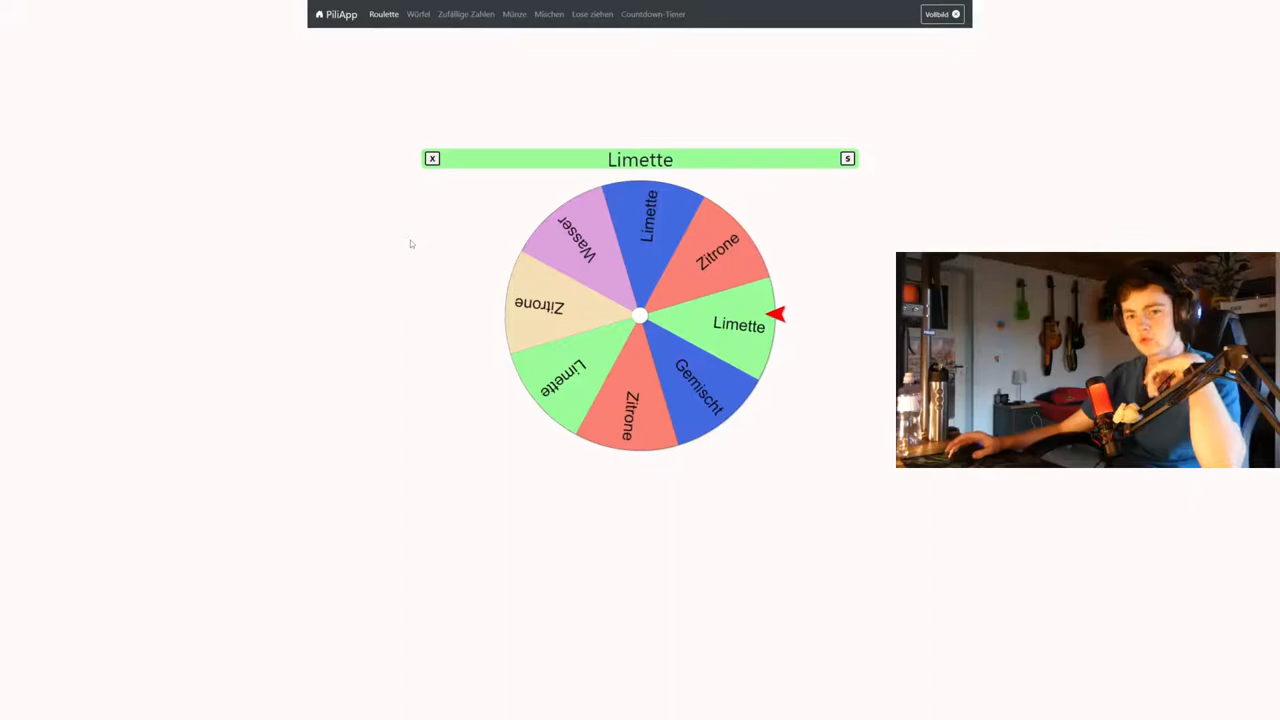 PiliApp Roulette Würfel Zufällige Zahlen Münze Mischen Lose ziehen Countdown-Timer Vollbild
X Limette S
Limette
Zitrone
Limette
Gemischt
Zitrone
Limette
Zitrone
Wasser